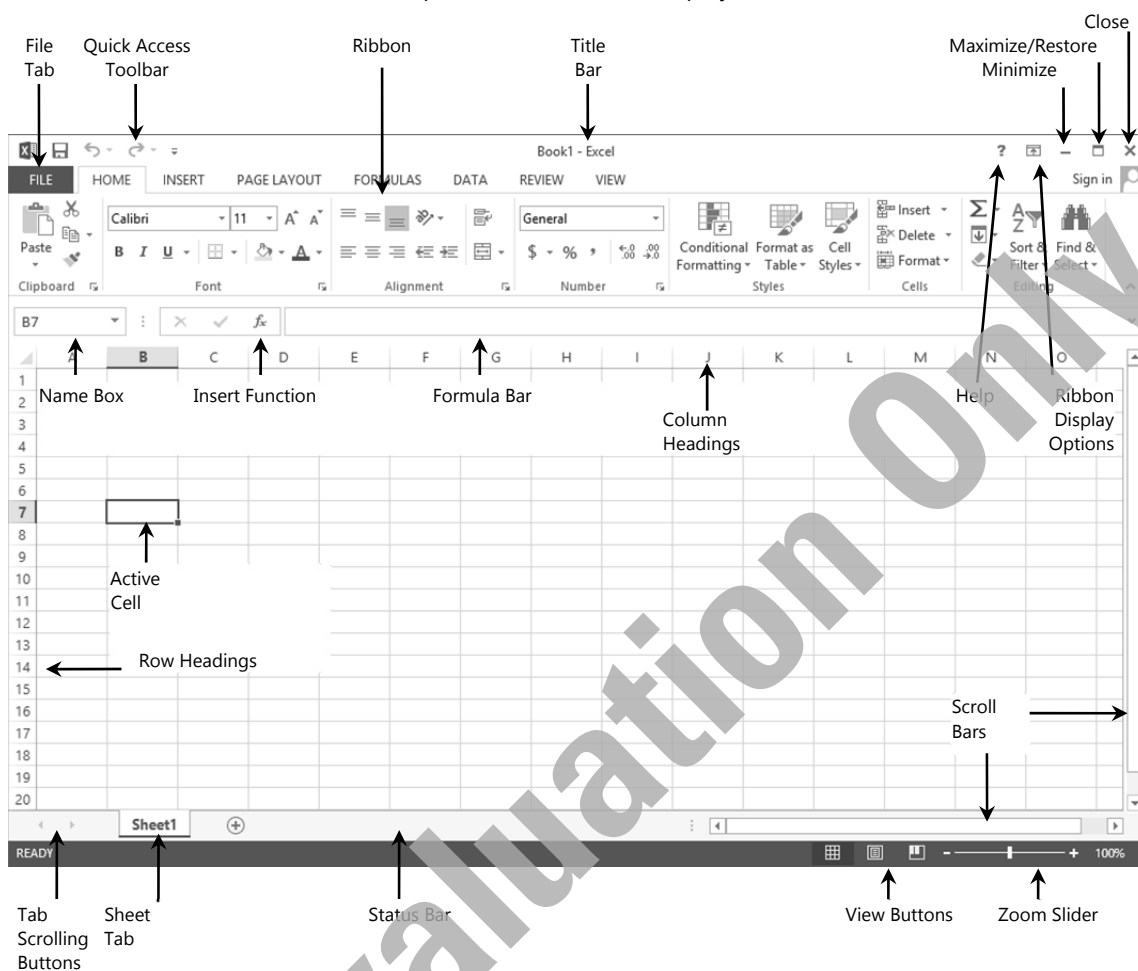 Close
File Quick Access Ribbon Title Maximize/Restore
Tab Toolbar Bar Minimize
Book1 - Excel ?
FILE HOME INSERT PAGE LAYOUT FORMULAS DATA REVIEW VIEW Sign in
Calibri 11 A A General Insert Σ
Paste B I U A $ % , .00 .0 Conditional Format as Cell Delete Sort & Find &
Formatting Table Styles Format Filter Select
Clipboard Font Alignment Number Styles Cells Editing
B7 fx
A B C D E F G H I J K L M N O
1
Name Box Insert Function Formula Bar Help Ribbon
2
Column Display
3
Headings Options
4
5
6
7
8
9
10 Active
11 Cell
12
13
14 Row Headings
15
16 Scroll
17 Bars
18
19
20
Sheet1
READY 100%
Tab Sheet Status Bar View Buttons Zoom Slider
Scrolling Tab
Buttons
valuation Only